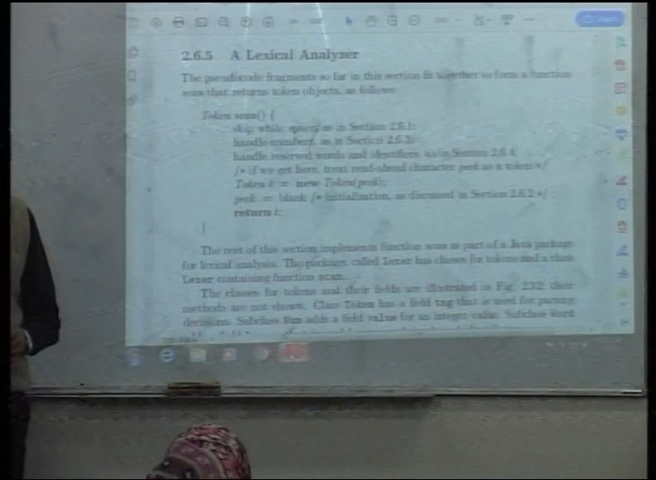 2.6.5 A Lexical Analyzer
The pseudocode fragments so far in this section fit together to form a function
scan that returns token objects, as follows:
Token scan() {
skip white space, as in Section 2.6.1;
handle numbers, as in Section 2.6.3;
handle reserved words and identifiers, as in Section 2.6.4;
/* if we get here, treat read-ahead character peek as a token */
Token t = new Token(peek);
peek = blank /* initialization, as discussed in Section 2.6.2 */ ;
return t;
}
The rest of this section implements function scan as part of a Java package
for lexical analysis. The package, called lexer has classes for tokens and a class
Lexer containing function scan.
The classes for tokens and their fields are illustrated in Fig. 2.32; their
methods are not shown. Class Token has a field tag that is used for parsing
decisions. Subclass Num adds a field value for an integer value. Subclass Word